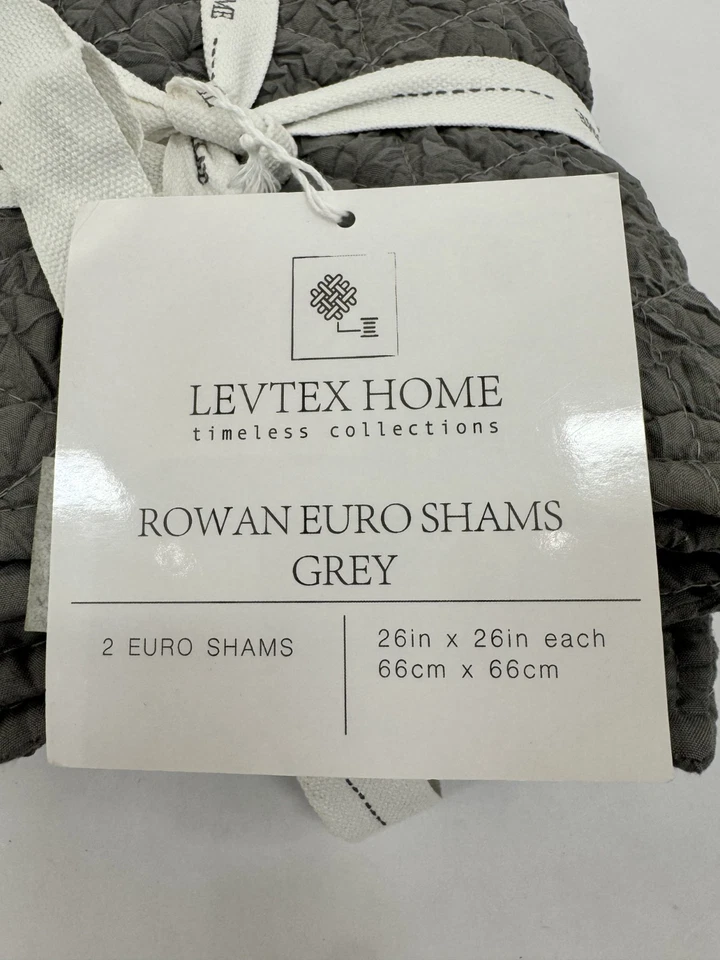 LEVTEX HOME
timeless collections
ROWAN EURO SHAMS
GREY
2 EURO SHAMS
26in x 26in each
66cm x 66cm